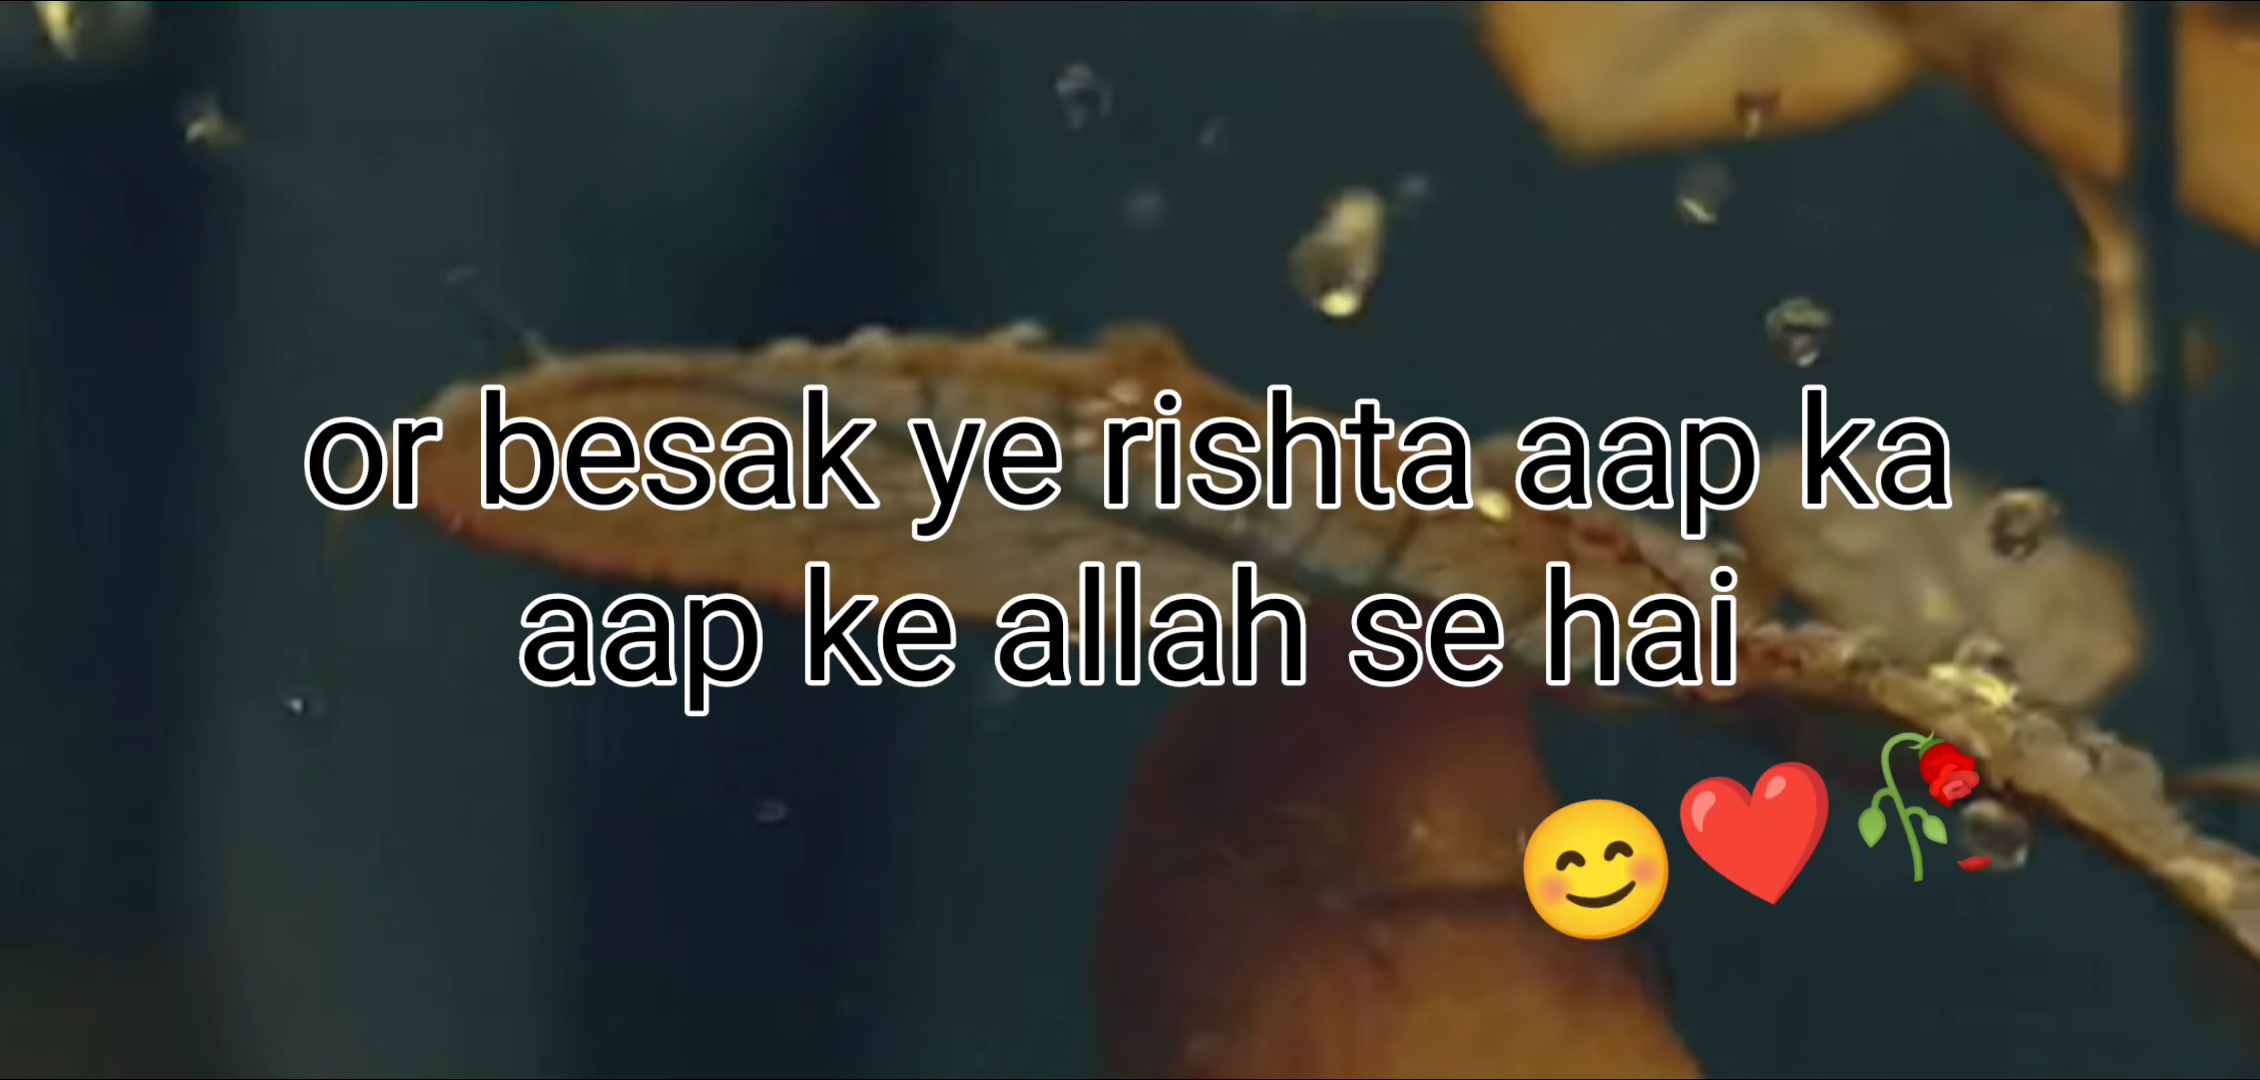 or besak ye rishta aap ka
aap ke allah se hai
😊❤️🥀